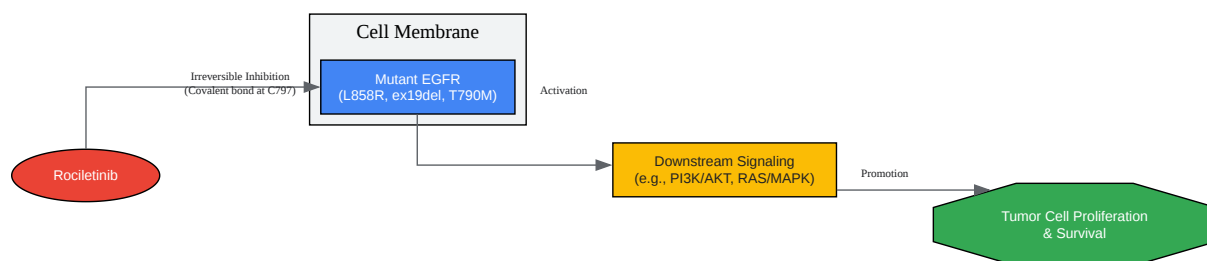 Cell Membrane
Irreversible Inhibition
(Covalent bond at C797)
Mutant EGFR
(L858R, ex19del, T790M)
Activation
Rociletinib
Downstream Signaling
(e.g., PI3K/AKT, RAS/MAPK)
Promotion
Tumor Cell Proliferation
& Survival